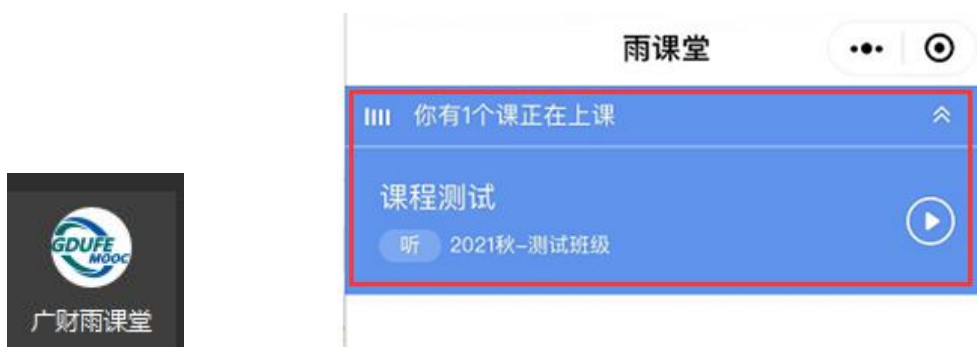 雨课堂
你有1个课正在上课
课程测试
听 2021秋-测试班级
GDUFE
MOOC
广财雨课堂